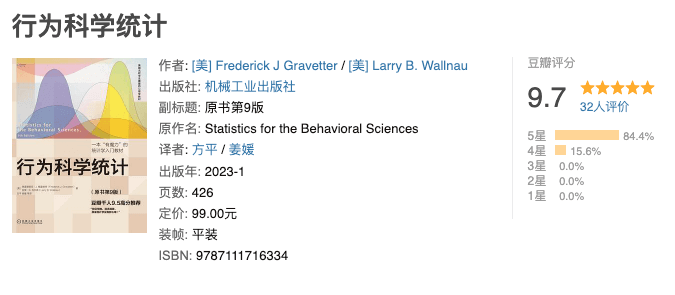 行为科学统计
Statistics for the
Behavioral Sciences
一本“有魔力”的
统计学入门教材
行为科学统计
（原书第9版）
豆瓣千人9.5高分推荐
作者: [美] Frederick J Gravetter / [美] Larry B. Wallnau
出版社: 机械工业出版社
副标题: 原书第9版
原作名: Statistics for the Behavioral Sciences
译者: 方平 / 姜媛
出版年: 2023-1
页数: 426
定价: 99.00元
装帧: 平装
ISBN: 9787111716334
豆瓣评分
9.7
32人评价
5星 84.4%
4星 15.6%
3星 0.0%
2星 0.0%
1星 0.0%